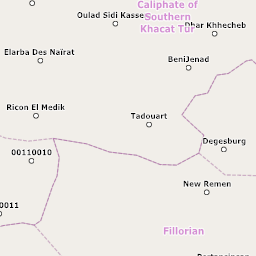 Caliphate of
Southern
Khacat Tur
Oulad Sidi Kasse
Dhar Khhecheb
Elarba Des Naïrat
BeniJenad
Ricon El Medik
Tadouart
Degesburg
00110010
New Remen
0011
Fillorian